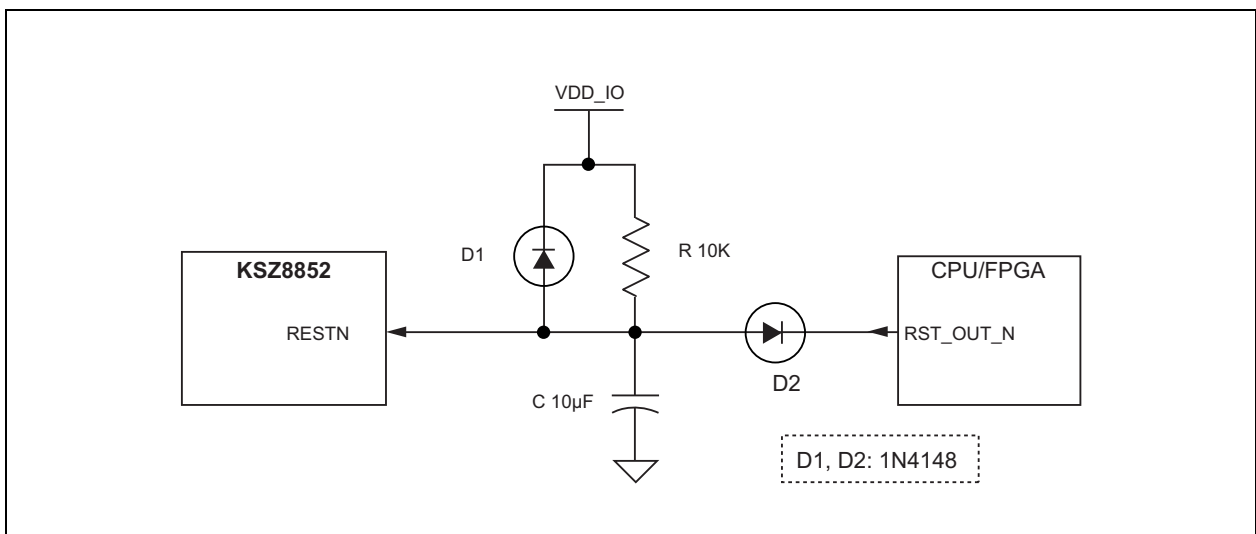 VDD_IO
D1
R 10K
KSZ8852
RESTN
CPU/FPGA
RST_OUT_N
D2
C 10µF
D1, D2: 1N4148